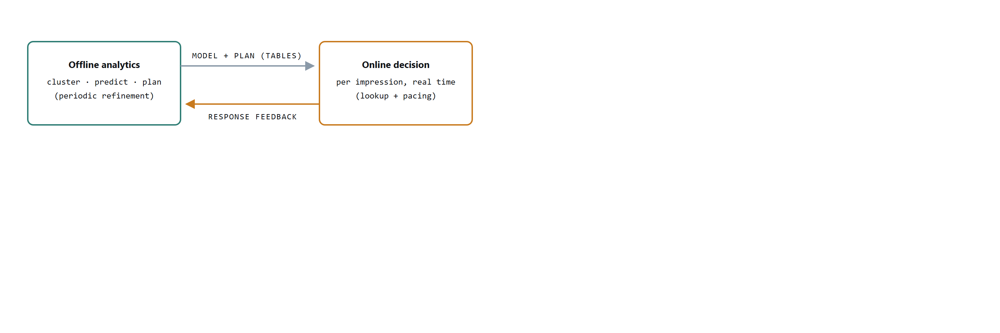 Offline analytics
cluster · predict · plan
(periodic refinement)
MODEL + PLAN (TABLES)
RESPONSE FEEDBACK
Online decision
per impression, real time
(lookup + pacing)